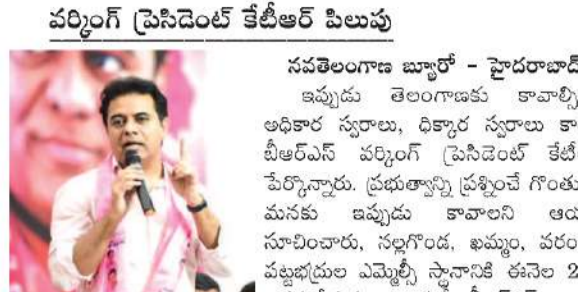 వర్కింగ్ ప్రెసిడెంట్ కేటీఆర్ పిలుపు
నవతెలంగాణ బ్యూరో - హైదరాబాద్
ఇప్పుడు తెలంగాణకు కావాల్సి
అధికార స్వరాలు, ధిక్కార స్వరాలు కా
బీఆర్ఎస్ వర్కింగ్ ప్రెసిడెంట్ కేటీ
పేర్కొన్నారు. ప్రభుత్వాన్ని ప్రశ్నించే గొంతు
మనకు ఇప్పుడు కావాలని ఆయ
సూచించారు, నల్లగొండ, ఖమ్మం, వరం
పట్టభద్రుల ఎమ్మెల్సీ స్థానానికి ఈనెల 2